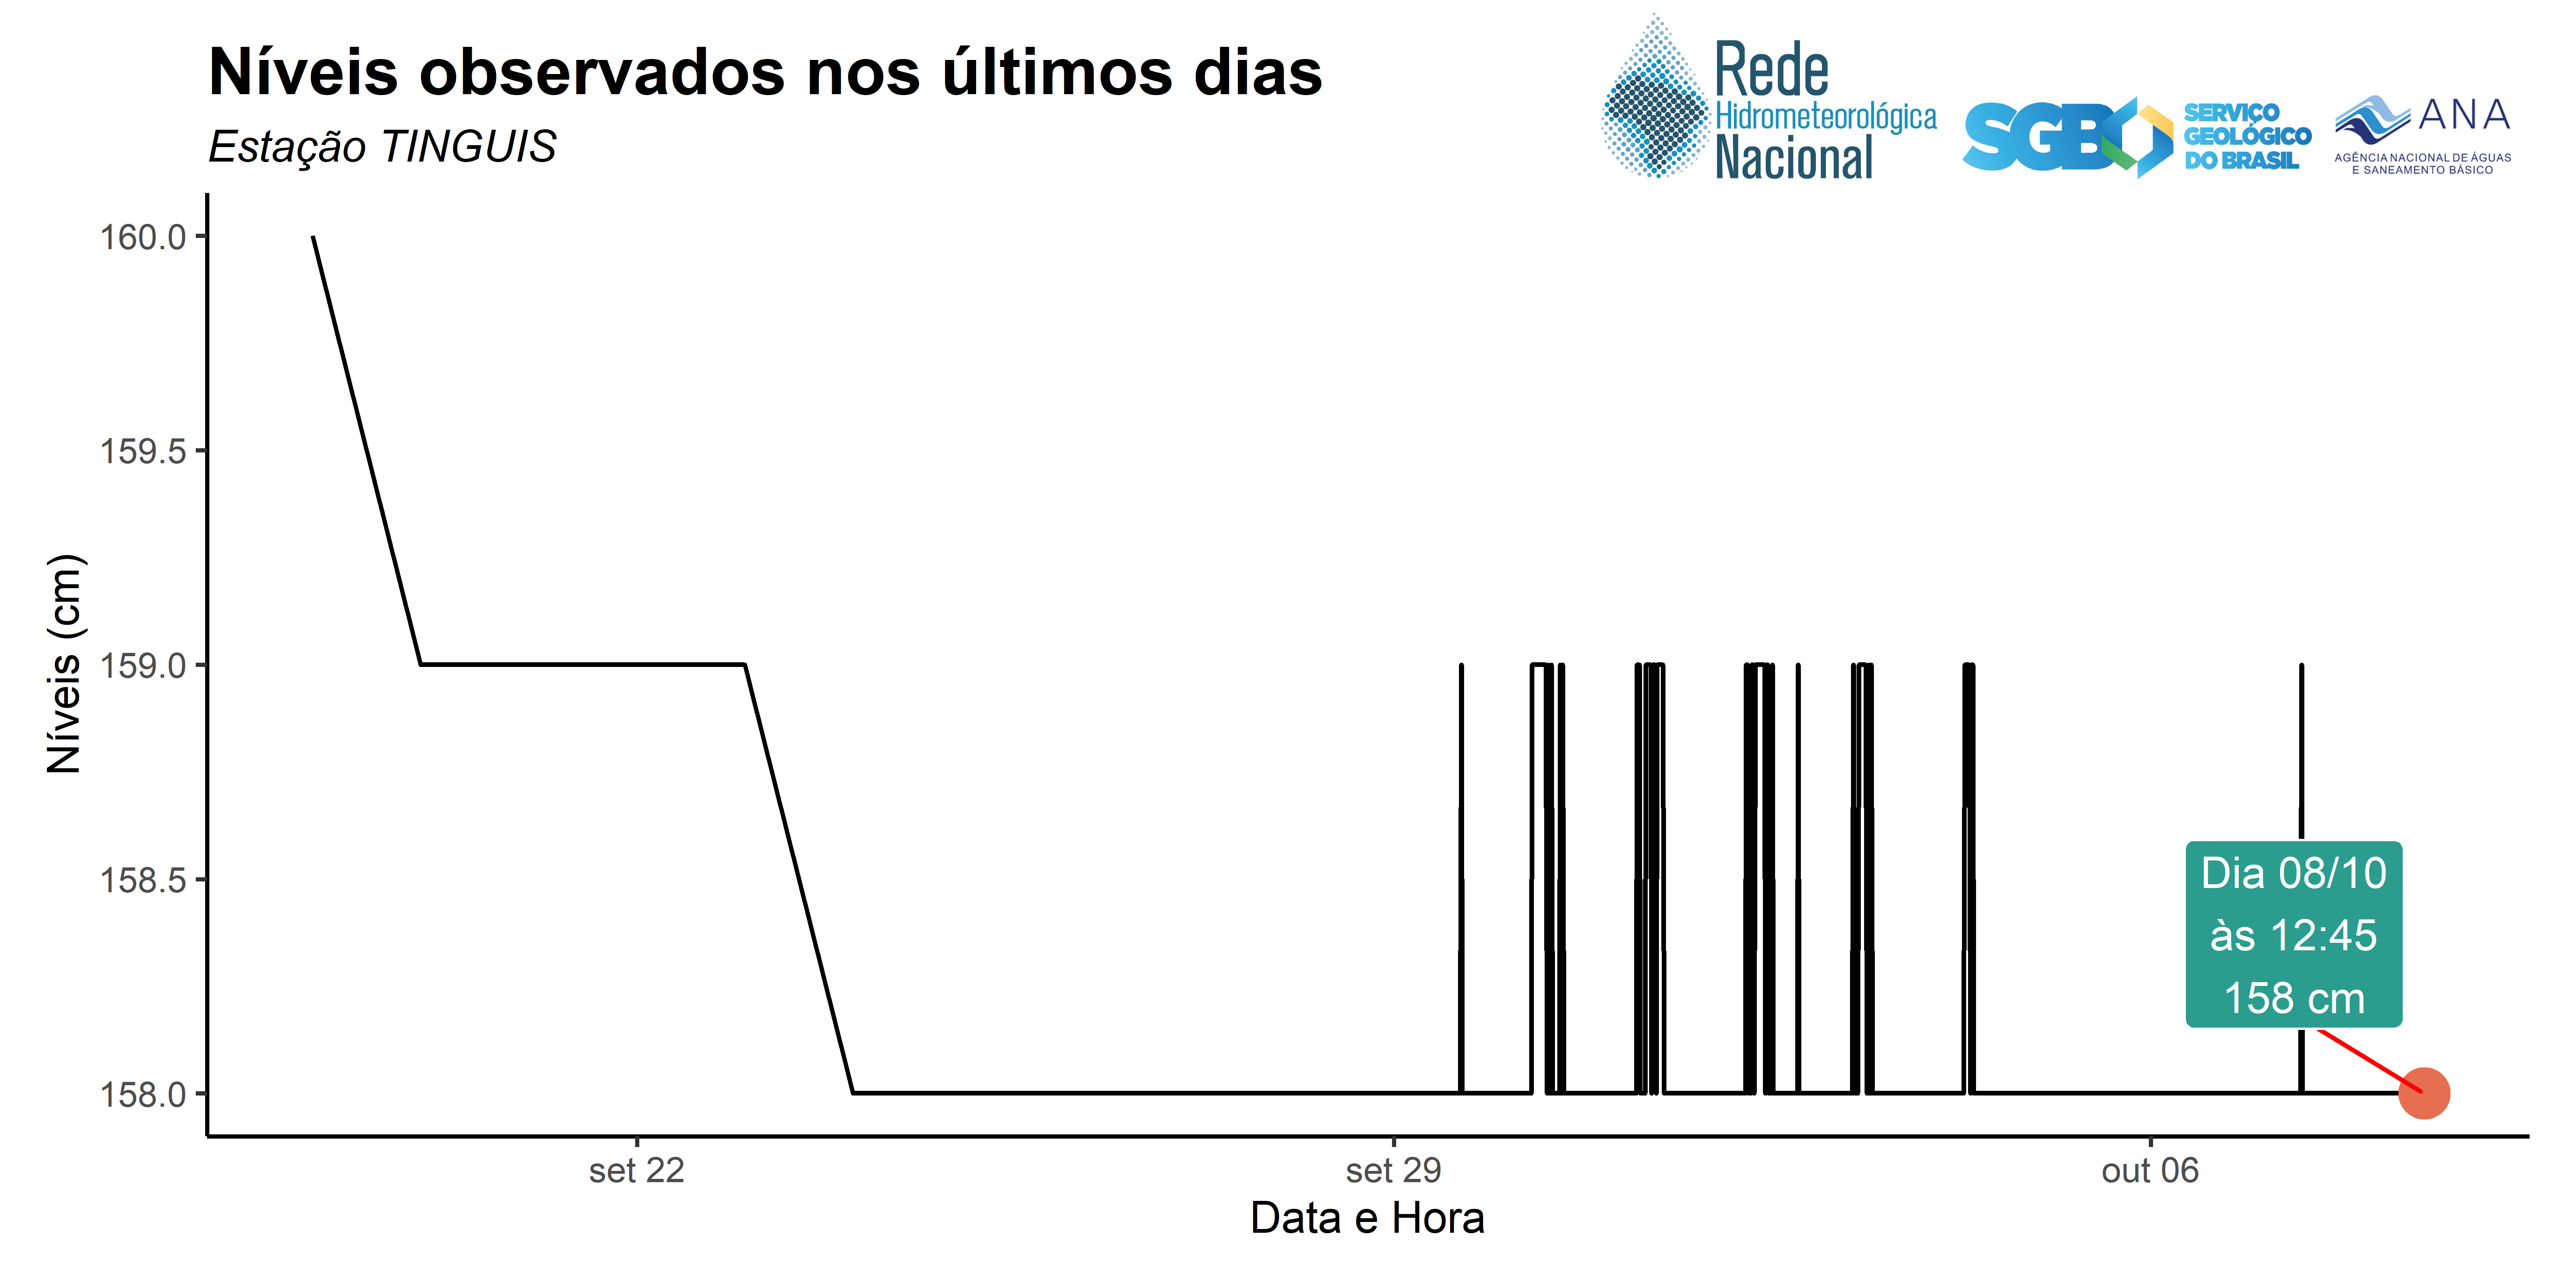 Níveis observados nos últimos dias
Estação TINGUIS
Rede
Hidrometeorológica
Nacional
SGB
SERVIÇO
GEOLÓGICO
DO BRASIL
ANA
AGÊNCIA NACIONAL DE ÁGUAS
E SANEAMENTO BÁSICO
Níveis (cm)
160.0
159.5
159.0
158.5
158.0
Dia 08/10
às 12:45
158 cm
set 22
set 29
out 06
Data e Hora